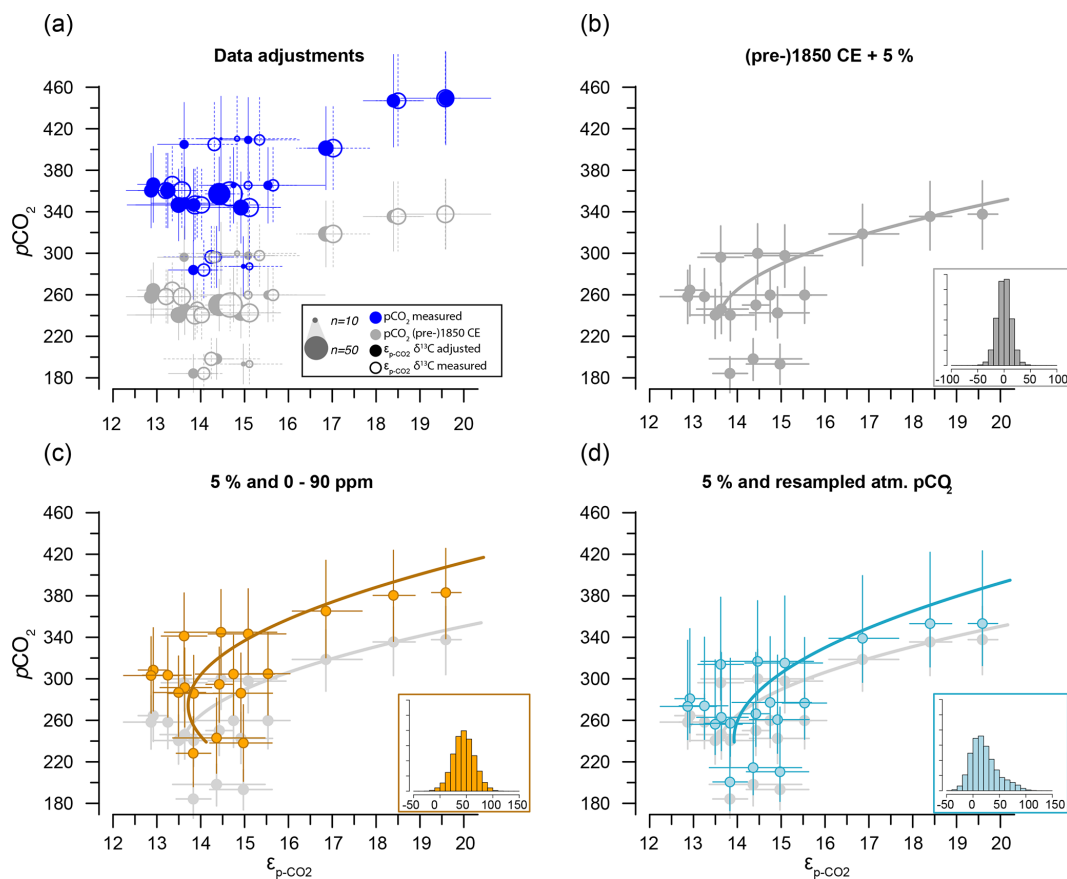 (a)
Data adjustments
460
420
380
340
300
260
220
180
pCO2
12 13 14 15 16 17 18 19 20
n=10
n=50
pCO2 measured
pCO2 (pre-)1850 CE
εp-CO2 δ13C adjusted
εp-CO2 δ13C measured
(b)
(pre-)1850 CE + 5 %
460
420
380
340
300
260
220
180
12 13 14 15 16 17 18 19 20
-100 -50 0 50 100
(c)
5 % and 0 - 90 ppm
460
420
380
340
300
260
220
180
pCO2
12 13 14 15 16 17 18 19 20
εp-CO2
-50 0 50 100 150
(d)
5 % and resampled atm. pCO2
460
420
380
340
300
260
220
180
12 13 14 15 16 17 18 19 20
εp-CO2
-50 0 50 100 150